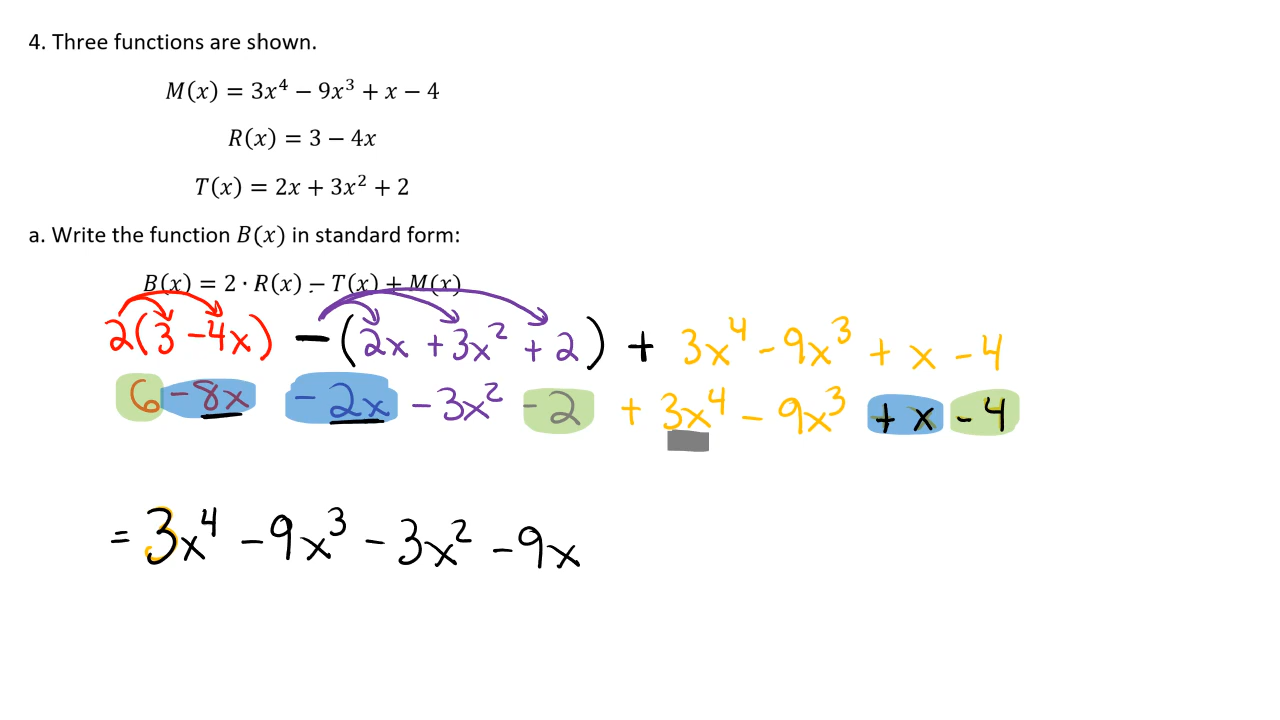 4. Three functions are shown.
M(x) = 3x⁴ − 9x³ + x − 4
R(x) = 3 − 4x
T(x) = 2x + 3x² + 2
a. Write the function B(x) in standard form:
B(x) = 2 · R(x) − T(x) + M(x)
2(3 −4x) −(2x +3x² +2) + 3x⁴ −9x³ + x −4
6 −8x −2x −3x² −2 + 3x⁴ − 9x³ + x −4
= 3x⁴ −9x³ −3x² −9x